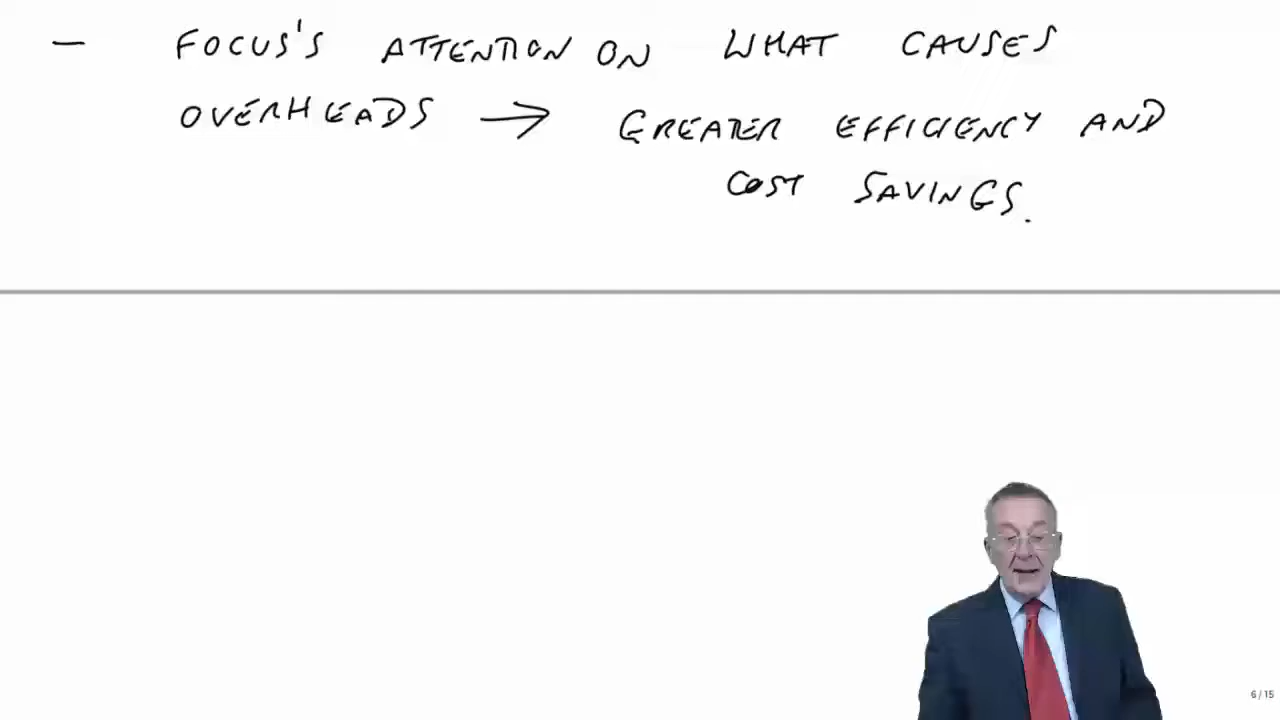 — FOCUS'S ATTENTION ON WHAT CAUSES
OVERHEADS → GREATER EFFICIENCY AND
COST SAVINGS.
6 / 15